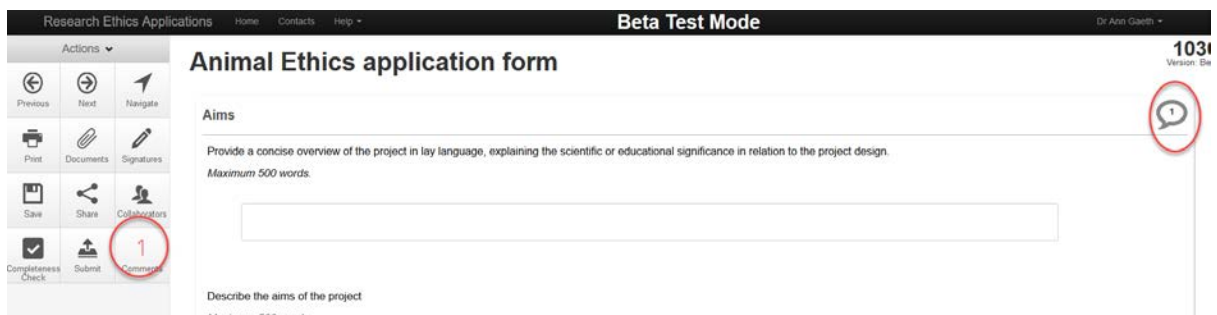 Research Ethics Applications Home Contacts Help Beta Test Mode Dr Ann Gaeth
Actions
Animal Ethics application form
Previous Next Navigate
Aims
1
Provide a concise overview of the project in lay language, explaining the scientific or educational significance in relation to the project design.
Maximum 500 words.
Print Documents Signatures
Save Share Collaborators
1
Completeness Check Submit Comments
Describe the aims of the project